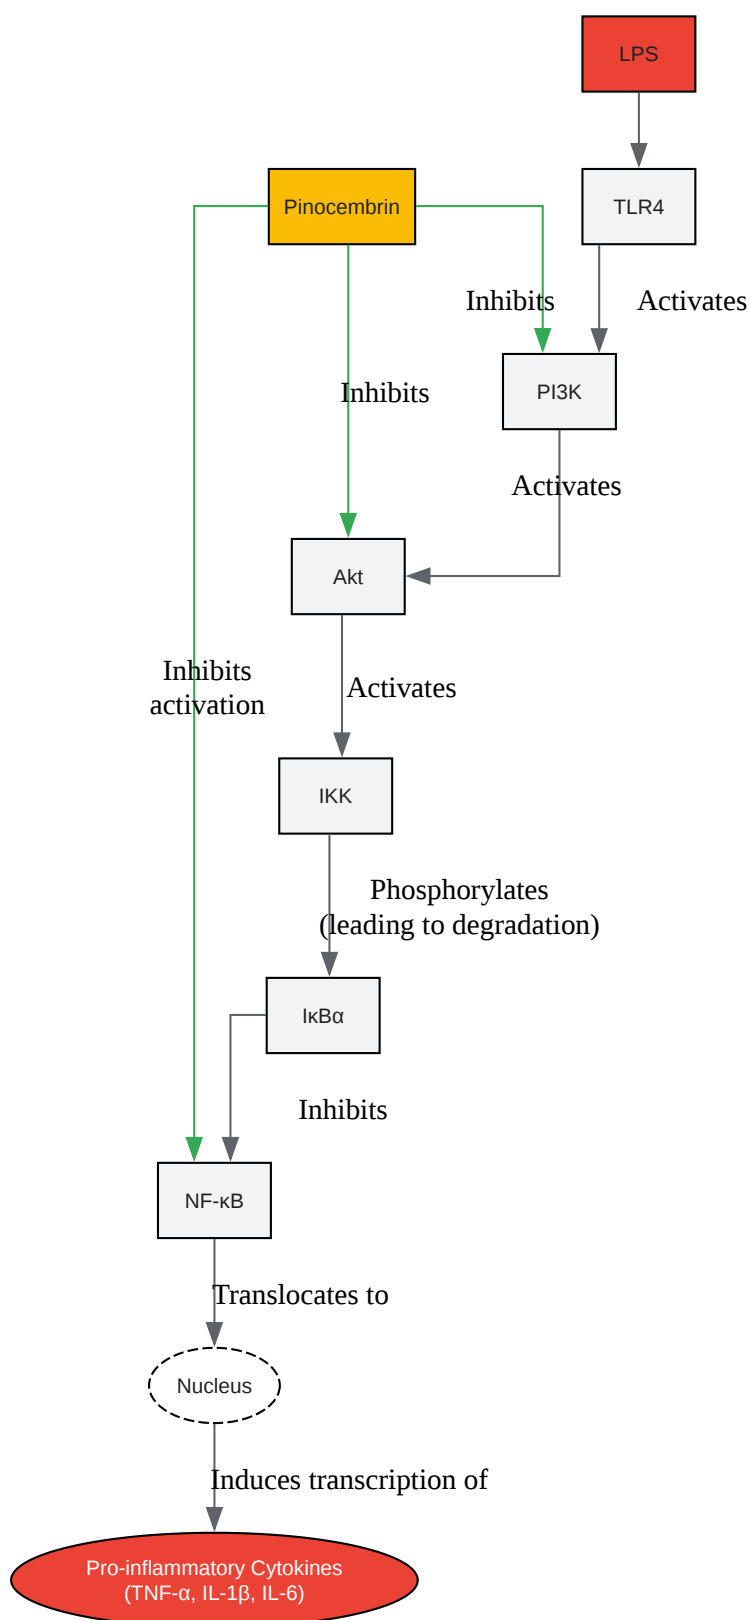 LPS
Pinocembrin
TLR4
Inhibits
Activates
PI3K
Inhibits
Activates
Akt
Inhibits
activation
Activates
IKK
Phosphorylates
(leading to degradation)
IκBα
Inhibits
NF-κB
Translocates to
Nucleus
Induces transcription of
Pro-inflammatory Cytokines
(TNF-α, IL-1β, IL-6)